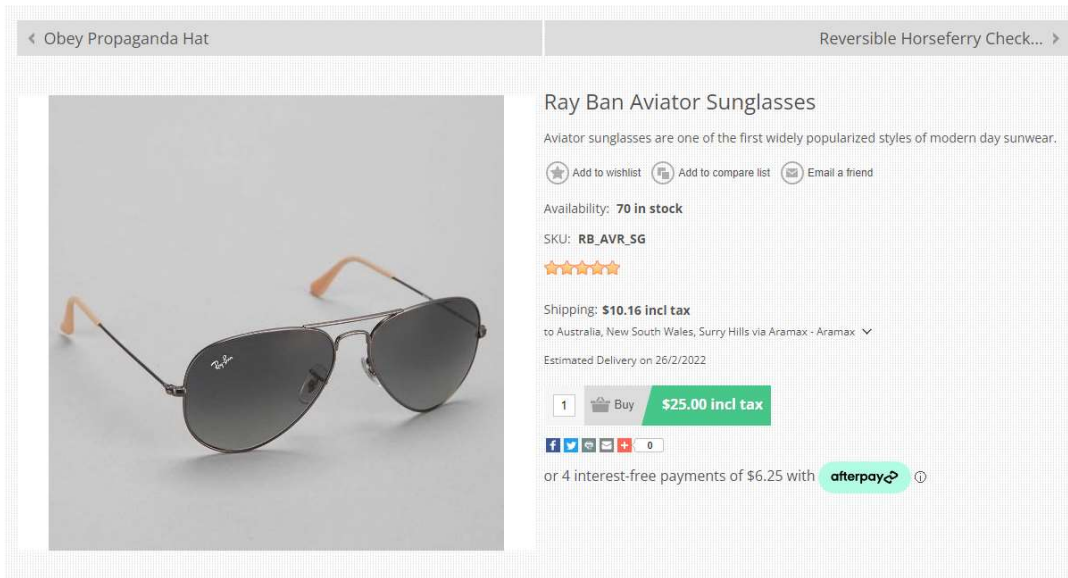 Obey Propaganda Hat
Reversible Horseferry Check...
Ray Ban Aviator Sunglasses
Aviator sunglasses are one of the first widely popularized styles of modern day sunwear.
Add to wishlist Add to compare list Email a friend
Availability: 70 in stock
SKU: RB_AVR_SG
Shipping: $10.16 incl tax
to Australia, New South Wales, Surry Hills via Aramax - Aramax
Estimated Delivery on 26/2/2022
1 Buy $25.00 incl tax
0
or 4 interest-free payments of $6.25 with afterpay
Ray-Ban